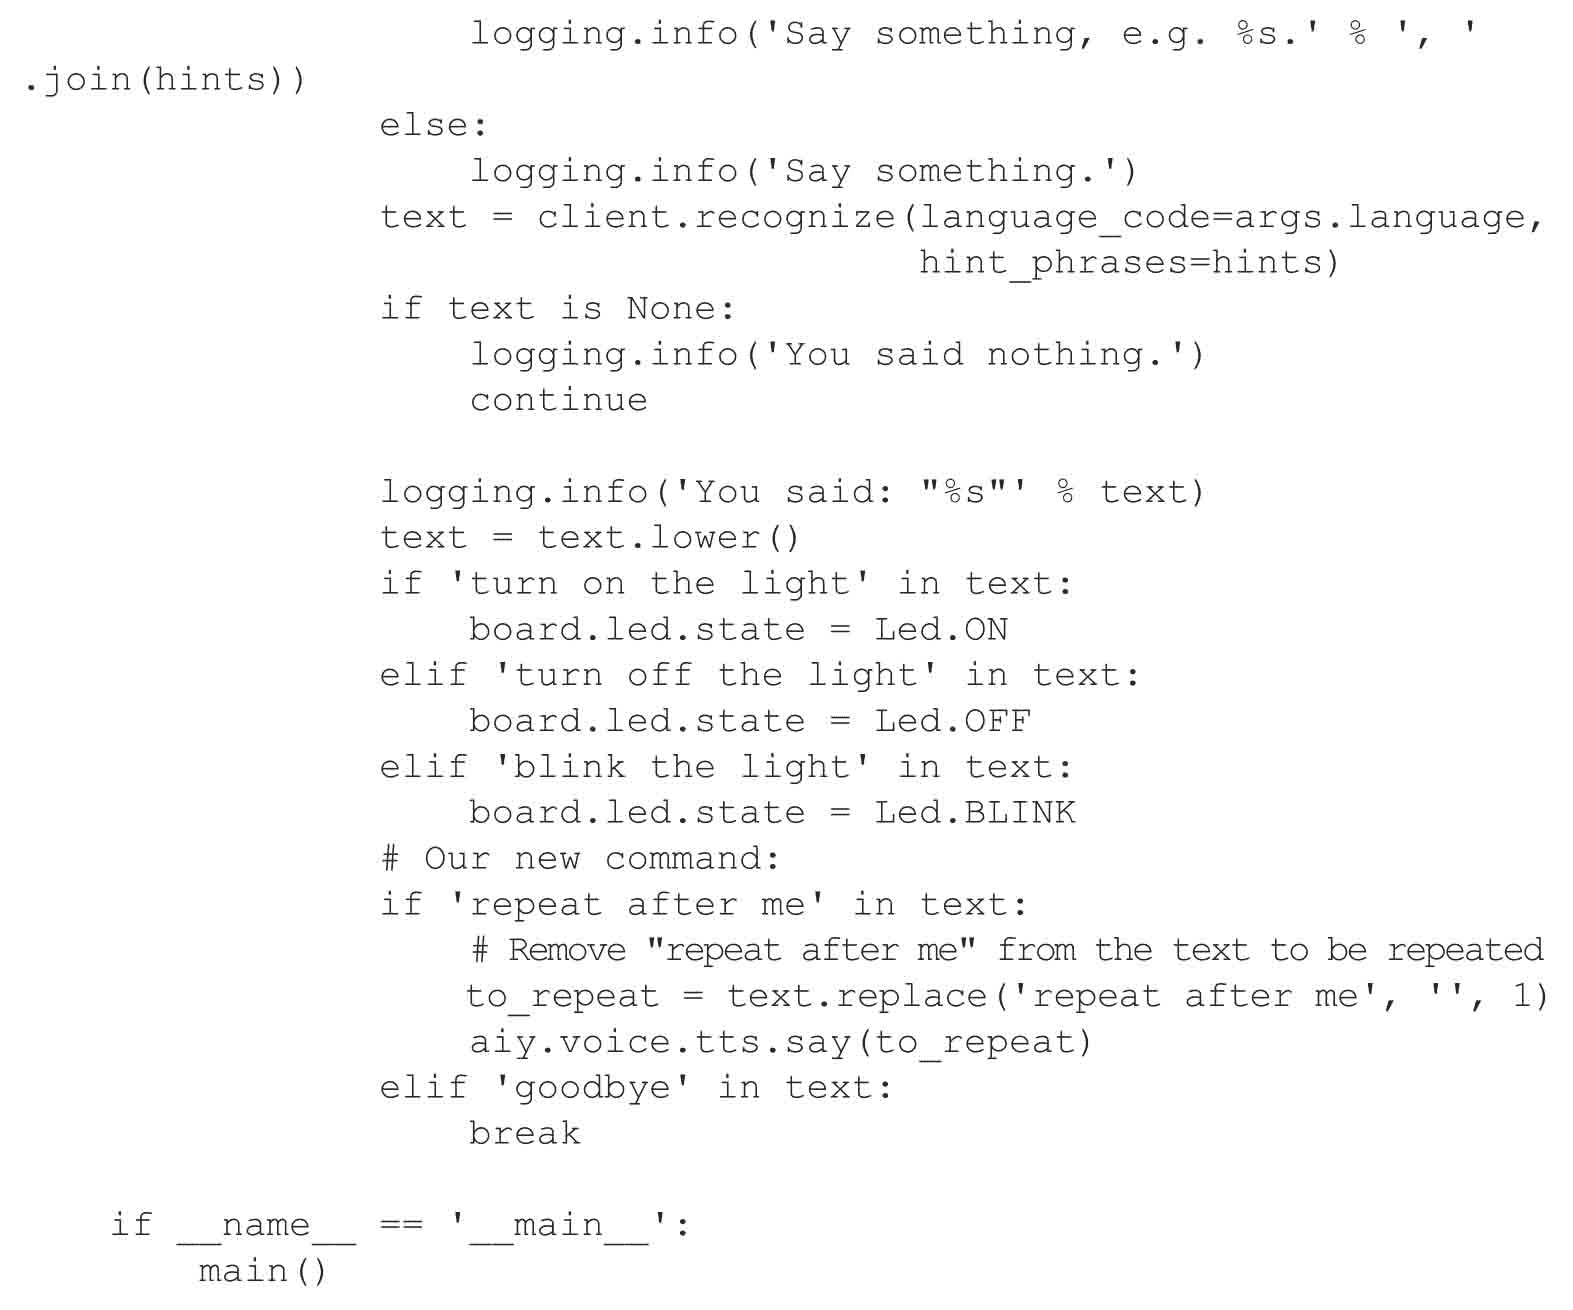 logging.info('Say something, e.g. %s.' % ', '
.join(hints))
else:
logging.info('Say something.')
text = client.recognize(language_code=args.language,
hint_phrases=hints)
if text is None:
logging.info('You said nothing.')
continue
logging.info('You said: "%s"' % text)
text = text.lower()
if 'turn on the light' in text:
board.led.state = Led.ON
elif 'turn off the light' in text:
board.led.state = Led.OFF
elif 'blink the light' in text:
board.led.state = Led.BLINK
# Our new command:
if 'repeat after me' in text:
# Remove "repeat after me" from the text to be repeated
to_repeat = text.replace('repeat after me', '', 1)
aiy.voice.tts.say(to_repeat)
elif 'goodbye' in text:
break
if __name__ == '__main__':
main()